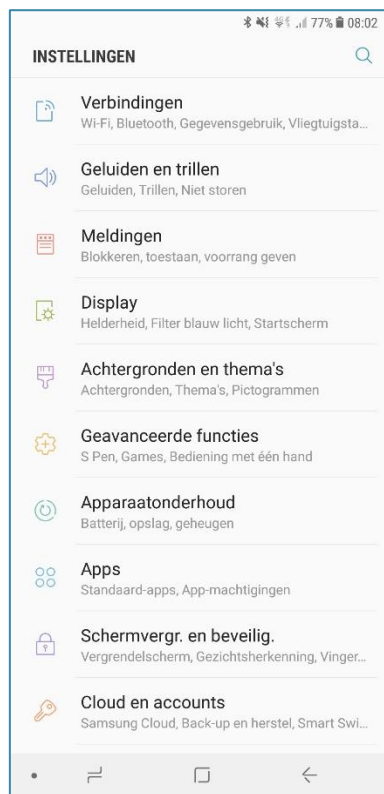 77% 08:02
INSTELLINGEN
Verbindingen
Wi-Fi, Bluetooth, Gegevensgebruik, Vliegtuigsta...
Geluiden en trillen
Geluiden, Trillen, Niet storen
Meldingen
Blokkeren, toestaan, voorrang geven
Display
Helderheid, Filter blauw licht, Startscherm
Achtergronden en thema's
Achtergronden, Thema's, Pictogrammen
Geavanceerde functies
S Pen, Games, Bediening met één hand
Apparaatonderhoud
Batterij, opslag, geheugen
Apps
Standaard-apps, App-machtigingen
Schermvergr. en beveilig.
Vergrendelscherm, Gezichtsherkenning, Vinger...
Cloud en accounts
Samsung Cloud, Back-up en herstel, Smart Swi...